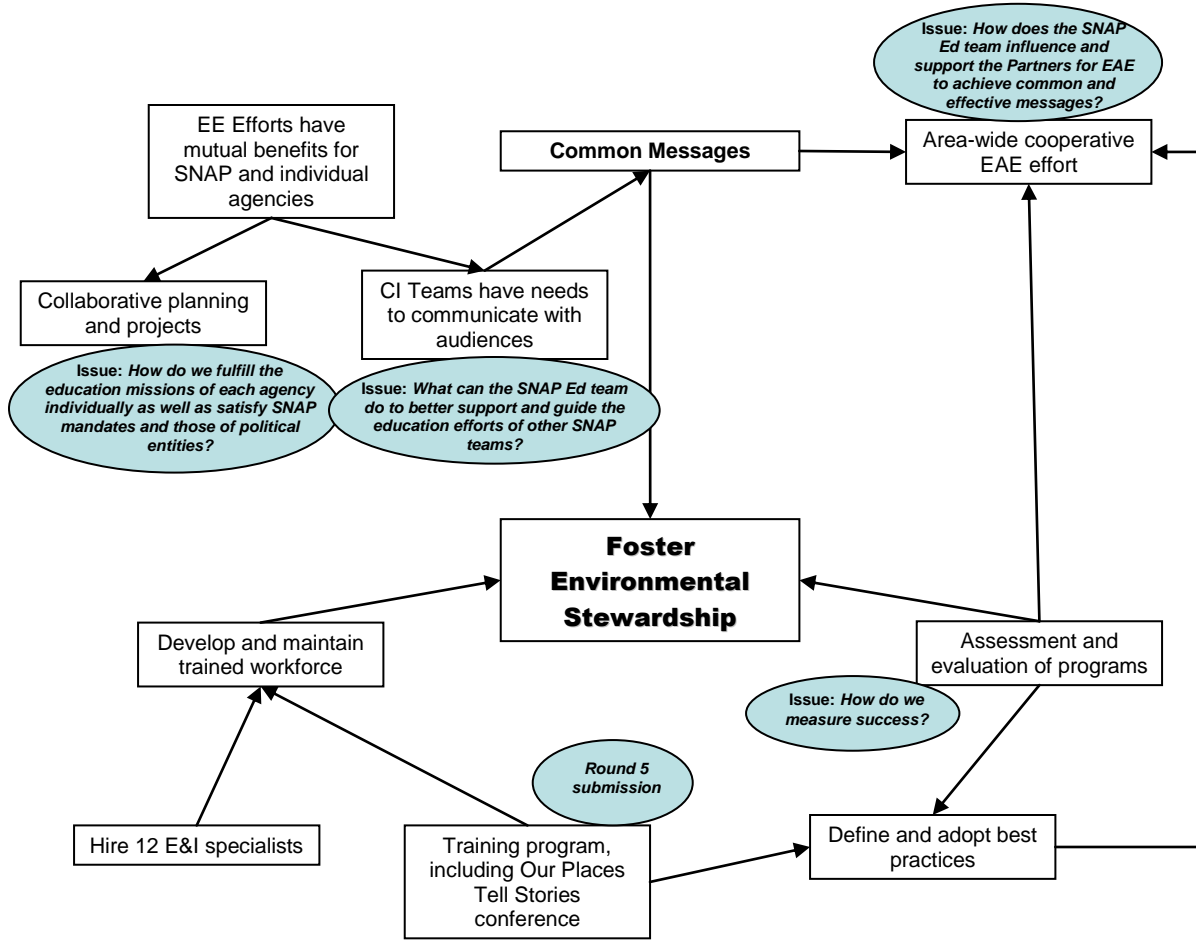 Issue: How does the SNAP
Ed team influence and
support the Partners for EAE
to achieve common and
effective messages?
EE Efforts have
mutual benefits for
SNAP and individual
agencies
Common Messages
Area-wide cooperative
EAE effort
Collaborative planning
and projects
CI Teams have needs
to communicate with
audiences
Issue: How do we fulfill the
education missions of each agency
individually as well as satisfy SNAP
mandates and those of political
entities?
Issue: What can the SNAP Ed team
do to better support and guide the
education efforts of other SNAP
teams?
Foster
Environmental
Stewardship
Develop and maintain
trained workforce
Assessment and
evaluation of programs
Issue: How do we
measure success?
Round 5
submission
Hire 12 E&I specialists
Training program,
including Our Places
Tell Stories
conference
Define and adopt best
practices